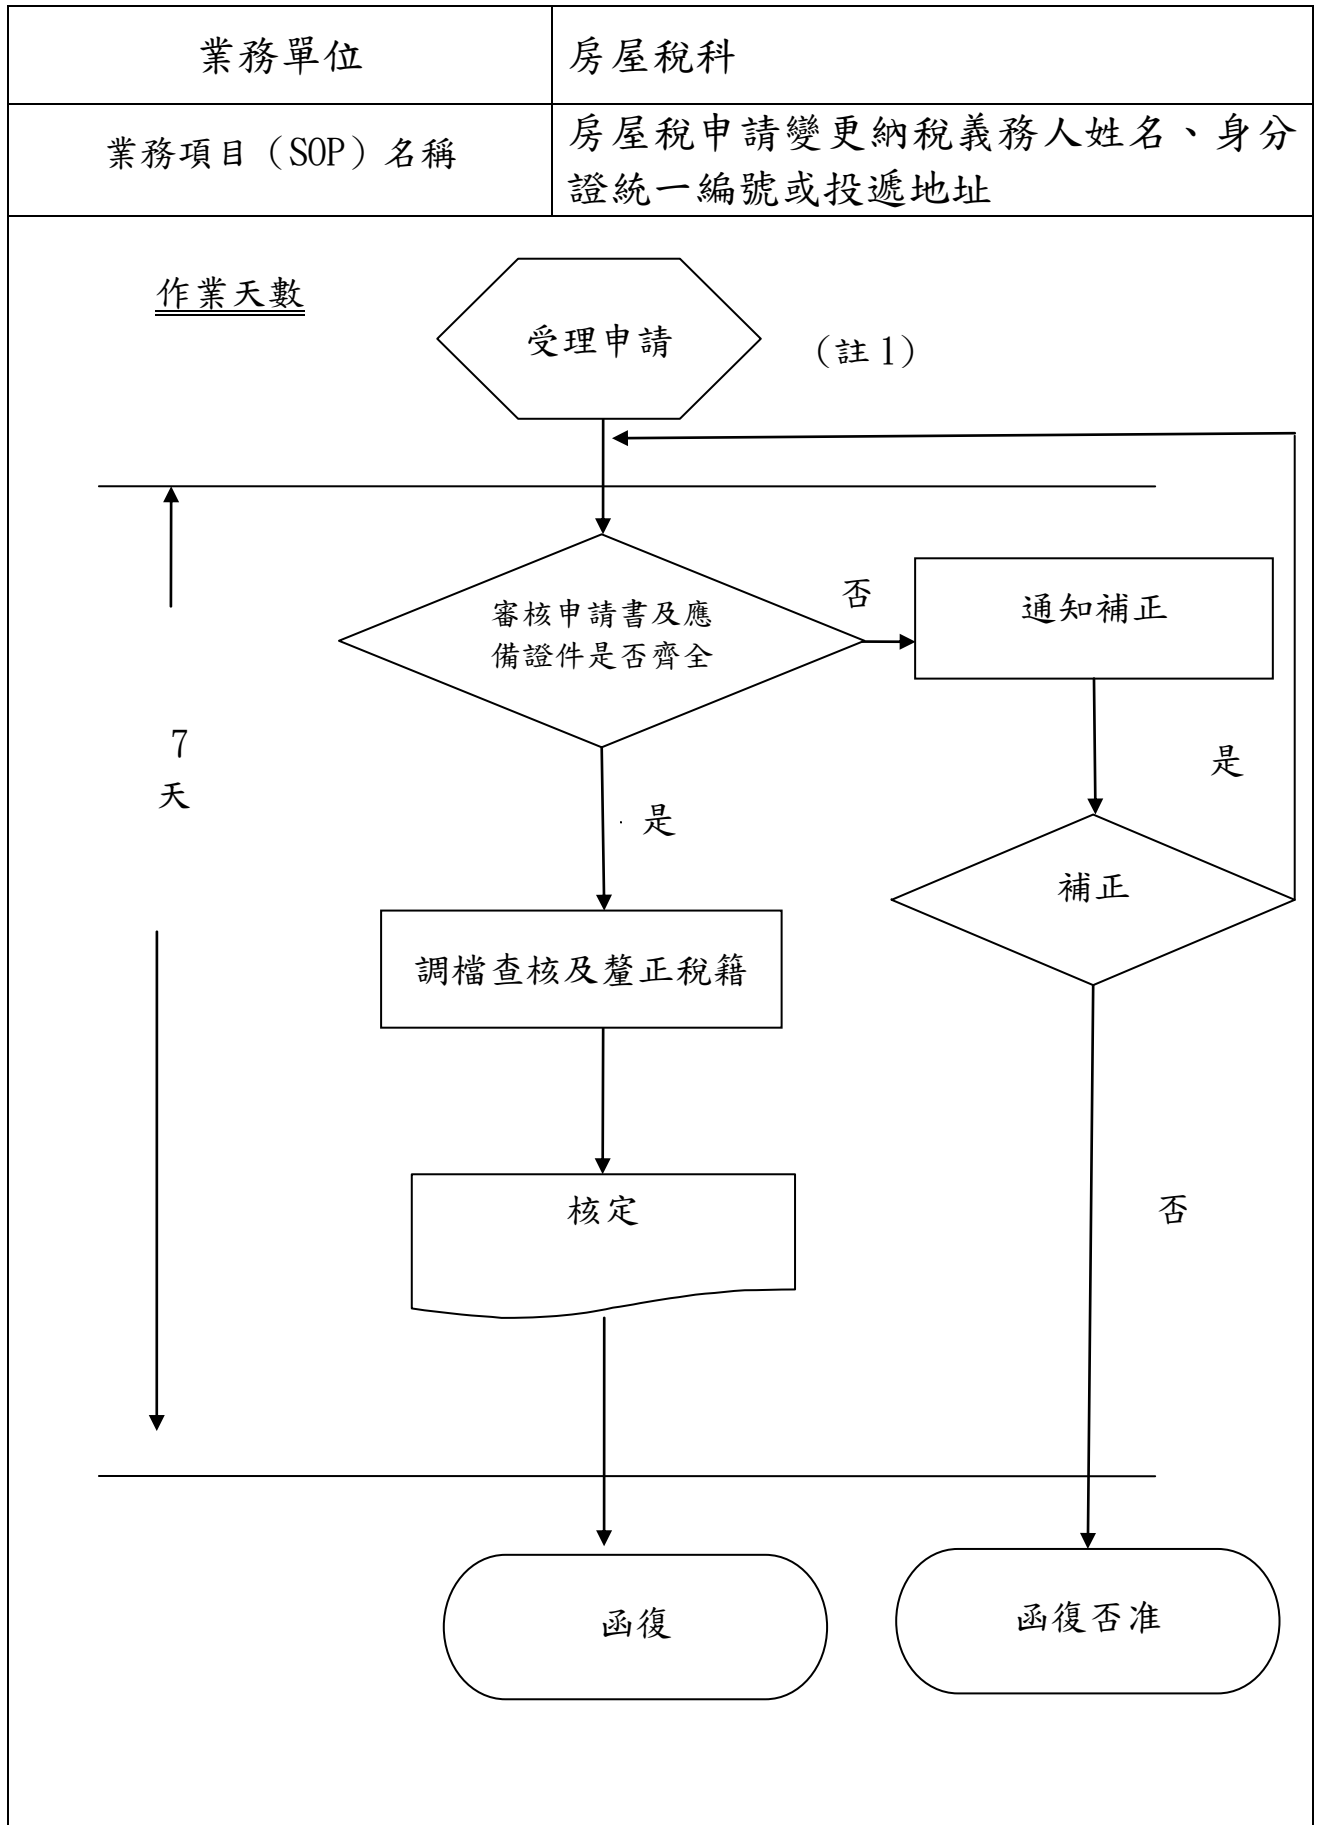 業務單位
房屋稅科
業務項目（SOP）名稱
房屋稅申請變更納稅義務人姓名、身分
證統一編號或投遞地址
作業天數
受理申請
（註1）
審核申請書及應
備證件是否齊全
否
通知補正
7
天
是
是
補正
調檔查核及釐正稅籍
核定
否
函復
函復否准